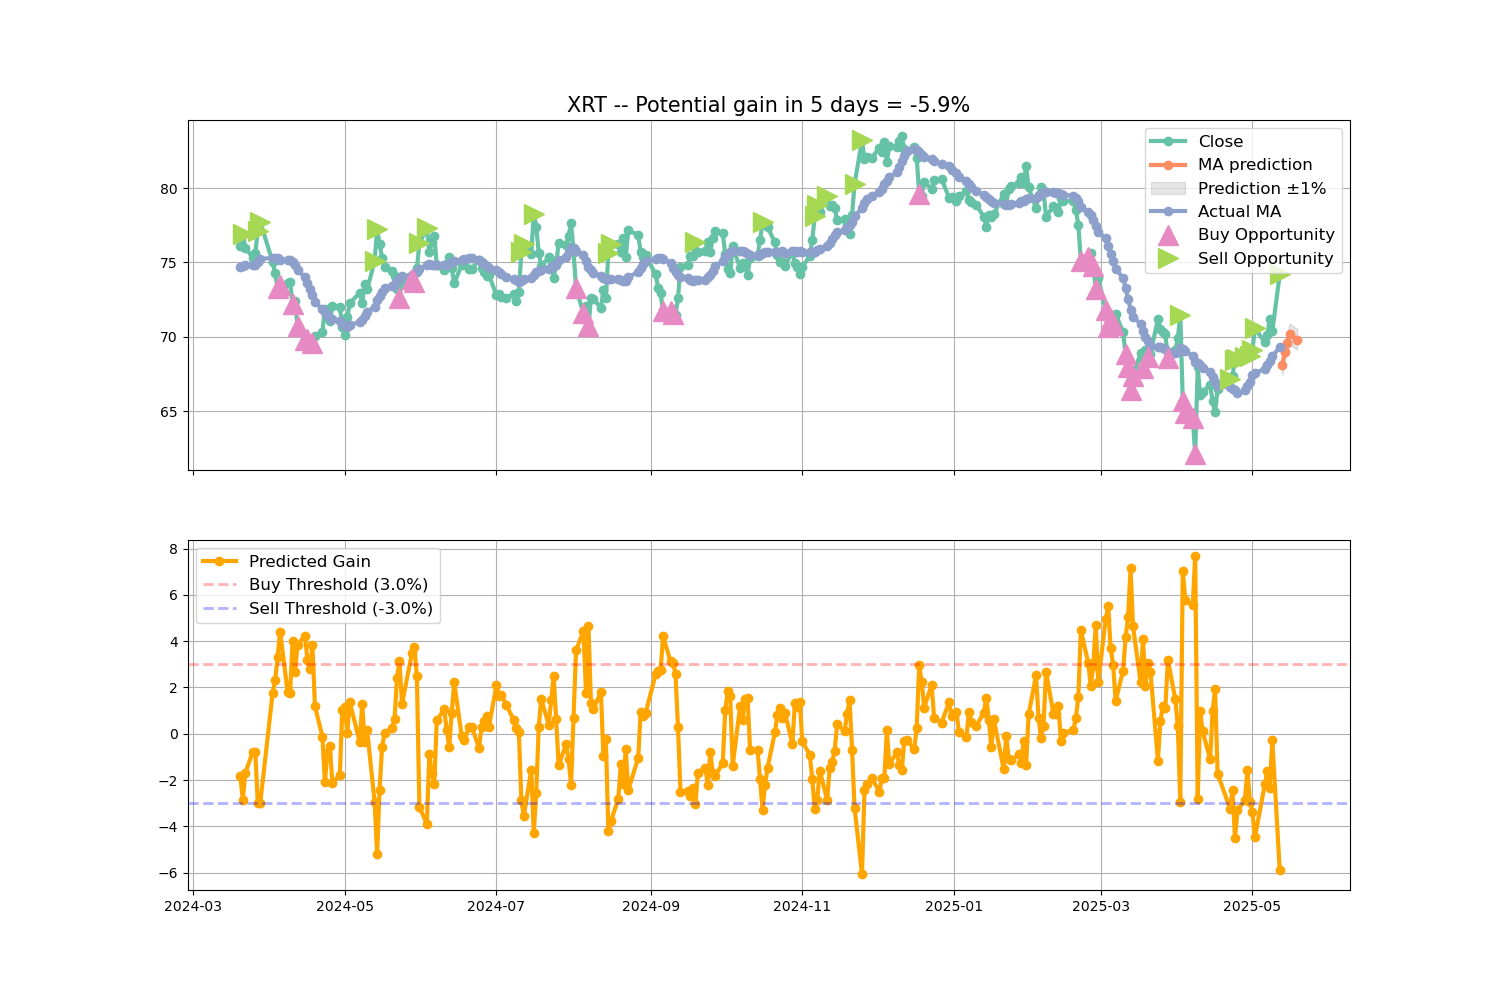 XRT -- Potential gain in 5 days = -5.9%
80
75
70
65
Close
MA prediction
Prediction ±1%
Actual MA
Buy Opportunity
Sell Opportunity
8
6
4
2
0
−2
−4
−6
Predicted Gain
Buy Threshold (3.0%)
Sell Threshold (-3.0%)
2024-03 2024-05 2024-07 2024-09 2024-11 2025-01 2025-03 2025-05